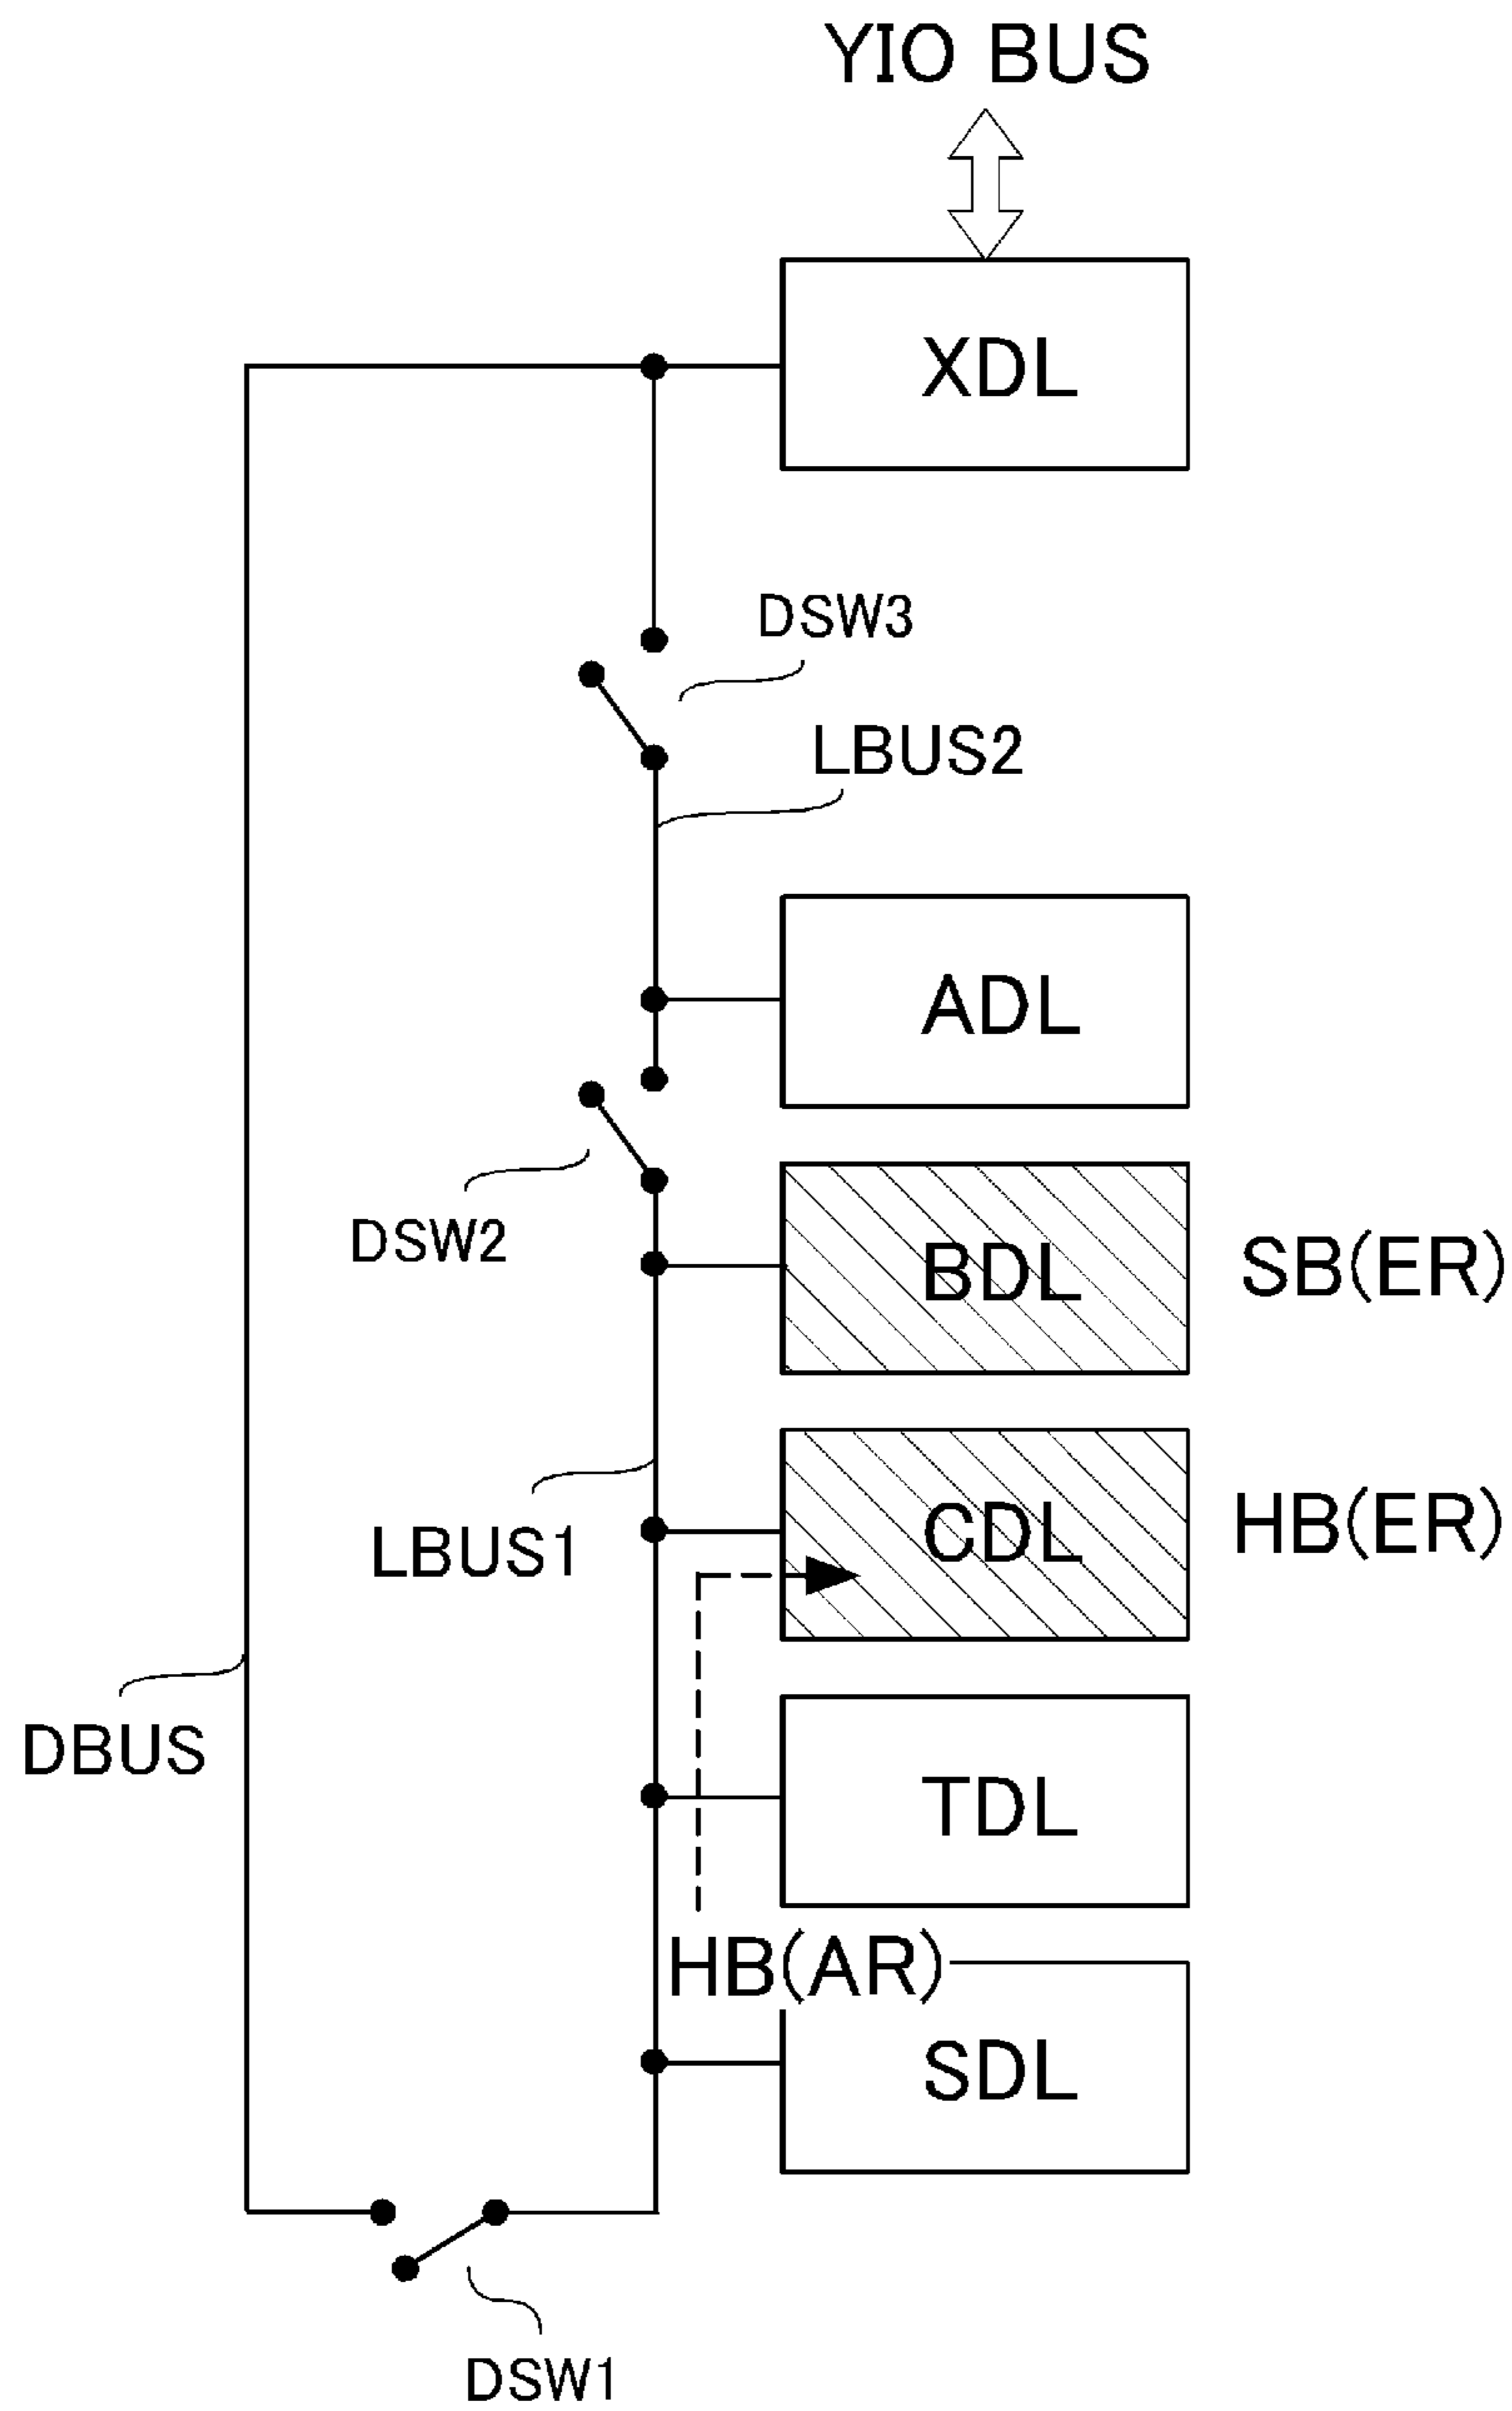 YIO BUS
XDL
DSW3
LBUS2
ADL
DSW2
BDL
SB(ER)
LBUS1
CDL
HB(ER)
DBUS
TDL
HB(AR)
SDL
DSW1